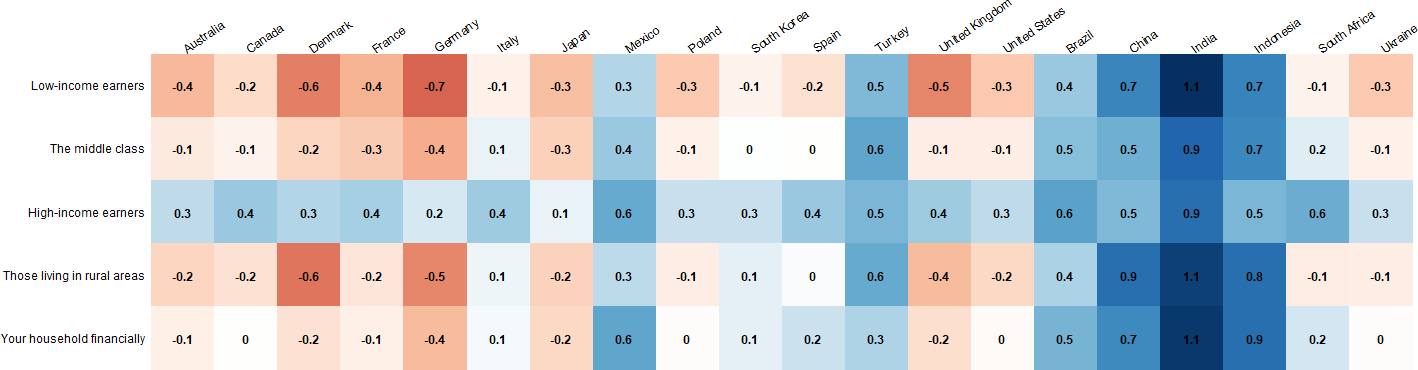 Australia Canada Denmark France Germany Italy Japan Mexico Poland South Korea Spain Turkey United Kingdom United States Brazil China India Indonesia South Africa Ukraine
Low-income earners -0.4 -0.2 -0.6 -0.4 -0.7 -0.1 -0.3 0.3 -0.3 -0.1 -0.2 0.5 -0.5 -0.3 0.4 0.7 1.1 0.7 -0.1 -0.3
The middle class -0.1 -0.1 -0.2 -0.3 -0.4 0.1 -0.3 0.4 -0.1 0 0 0.6 -0.1 -0.1 0.5 0.5 0.9 0.7 0.2 -0.1
High-income earners 0.3 0.4 0.3 0.4 0.2 0.4 0.1 0.6 0.3 0.3 0.4 0.5 0.4 0.3 0.6 0.5 0.9 0.5 0.6 0.3
Those living in rural areas -0.2 -0.2 -0.6 -0.2 -0.5 0.1 -0.2 0.3 -0.1 0.1 0 0.6 -0.4 -0.2 0.4 0.9 1.1 0.8 -0.1 -0.1
Your household financially -0.1 0 -0.2 -0.1 -0.4 0.1 -0.2 0.6 0 0.1 0.2 0.3 -0.2 0 0.5 0.7 1.1 0.9 0.2 0